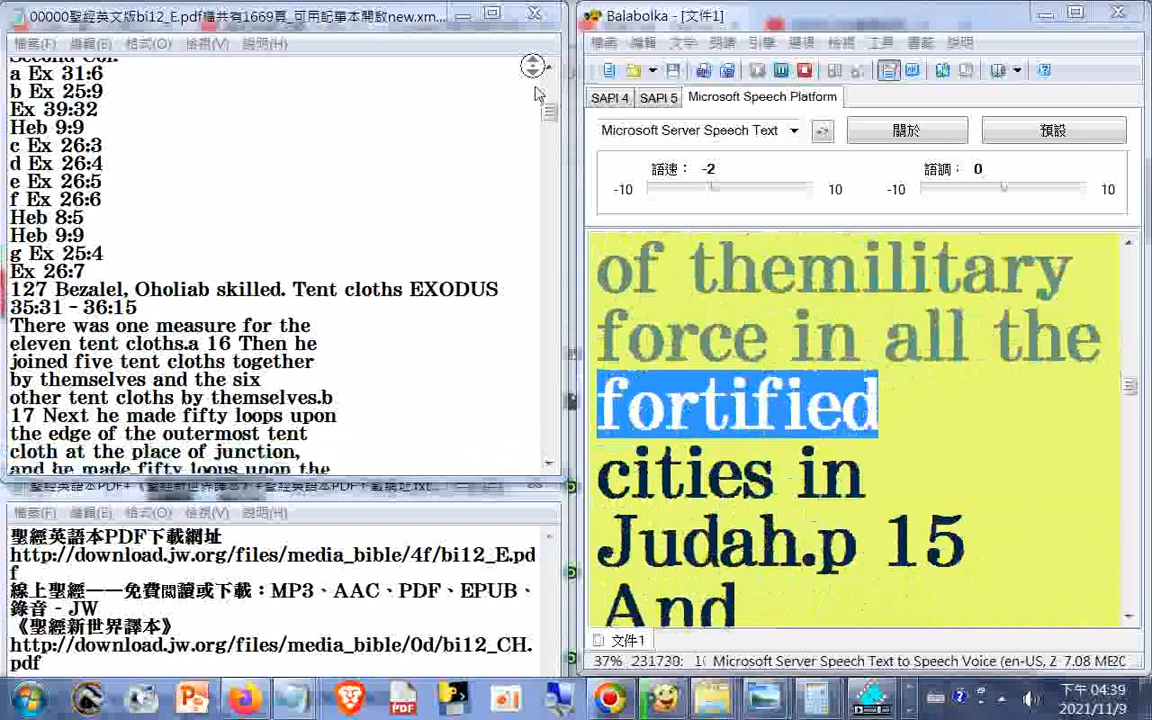 00000聖經英文版bi12_E.pdf檔共有1669頁_可用記事本開啟new.xm...
檔案(F) 編輯(E) 格式(O) 檢視(V) 說明(H)
Second Col.
a Ex 31:6
b Ex 25:9
Ex 39:32
Heb 9:9
c Ex 26:3
d Ex 26:4
e Ex 26:5
f Ex 26:6
Heb 8:5
Heb 9:9
g Ex 25:4
Ex 26:7
127 Bezalel, Oholiab skilled. Tent cloths EXODUS
35:31 – 36:15
There was one measure for the
eleven tent cloths.a 16 Then he
joined five tent cloths together
by themselves and the six
other tent cloths by themselves.b
17 Next he made fifty loops upon
the edge of the outermost tent
cloth at the place of junction,
and he made fifty loops upon the
檔案(F) 編輯(E) 格式(O) 檢視(V) 說明(H)
聖經英語本PDF下載網址
http://download.jw.org/files/media_bible/4f/bi12_E.pd
f
線上聖經——免費閱讀或下載：MP3、AAC、PDF、EPUB、
錄音 - JW
《聖經新世界譯本》
http://download.jw.org/files/media_bible/0d/bi12_CH.
pdf
Balabolka - [文件1]
檔案 編輯 文字 朗讀 引擎 選項 檢視 工具 書籤 說明
SAPI 4 SAPI 5 Microsoft Speech Platform
Microsoft Server Speech Text 關於 預設
語速： -2 語調： 0
-10 10 -10 10
of themilitary
force in all the
fortified
cities in
Judah.p 15
And
文件1
37% 231730: Microsoft Server Speech Text to Speech Voice (en-US, Z 7.08 ME
下午 04:39
2021/11/9